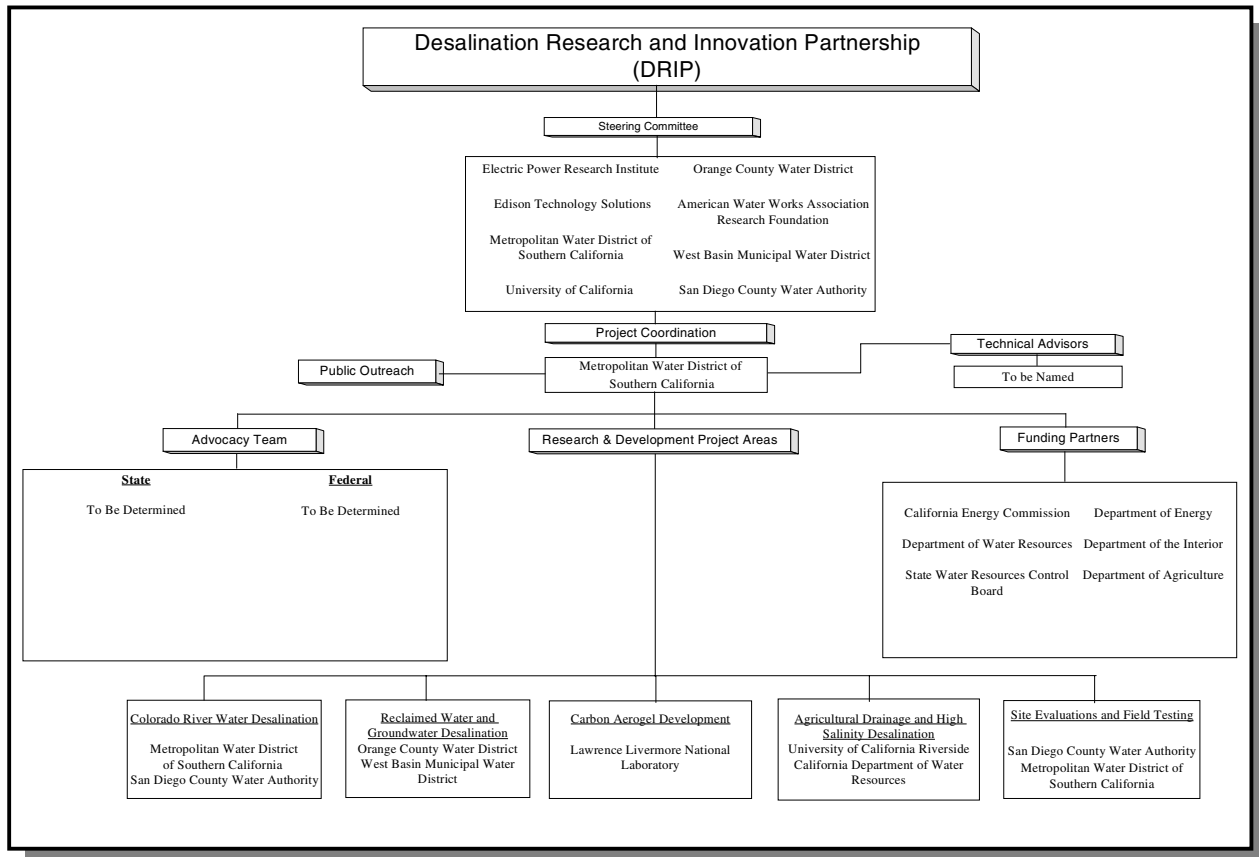 Desalination Research and Innovation Partnership
(DRIP)
Steering Committee
Electric Power Research Institute
Edison Technology Solutions
Metropolitan Water District of
Southern California
University of California
Orange County Water District
American Water Works Association
Research Foundation
West Basin Municipal Water District
San Diego County Water Authority
Project Coordination
Metropolitan Water District of
Southern California
Public Outreach
Technical Advisors
To be Named
Advocacy Team
State
To Be Determined
Federal
To Be Determined
Research & Development Project Areas
Funding Partners
California Energy Commission
Department of Water Resources
State Water Resources Control
Board
Department of Energy
Department of the Interior
Department of Agriculture
Colorado River Water Desalination
Metropolitan Water District
of Southern California
San Diego County Water Authority
Reclaimed Water and
Groundwater Desalination
Orange County Water District
West Basin Municipal Water
District
Carbon Aerogel Development
Lawrence Livermore National
Laboratory
Agricultural Drainage and High
Salinity Desalination
University of California Riverside
California Department of Water
Resources
Site Evaluations and Field Testing
San Diego County Water Authority
Metropolitan Water District of
Southern California